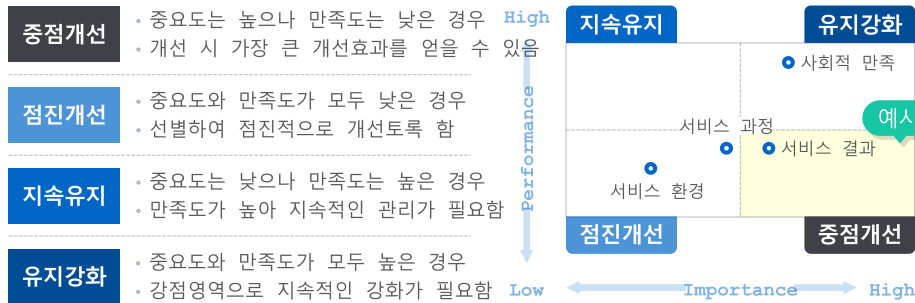 중점개선
• 중요도는 높으나 만족도는 낮은 경우
• 개선 시 가장 큰 개선효과를 얻을 수 있음
점진개선
• 중요도와 만족도가 모두 낮은 경우
• 선별하여 점진적으로 개선토록 함
지속유지
• 중요도는 낮으나 만족도는 높은 경우
• 만족도가 높아 지속적인 관리가 필요함
유지강화
• 중요도와 만족도가 모두 높은 경우
• 강점영역으로 지속적인 강화가 필요함
High
Performance
Low
지속유지
유지강화
사회적 만족
예시
서비스 과정
서비스 결과
서비스 환경
점진개선
중점개선
Importance
High